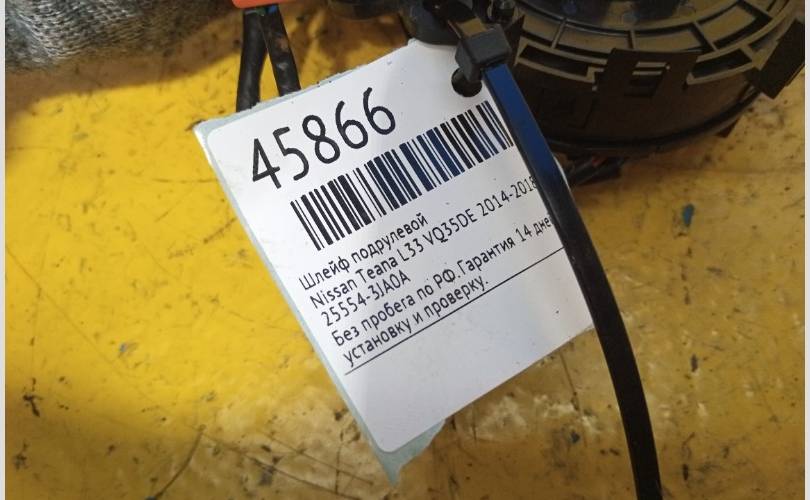 45866
Шлейф подрулевой
Nissan Teana L33 VQ35DE 2014-2018
25554-3JA0A
Без пробега по РФ.Гарантия 14 дне
установку и проверку.